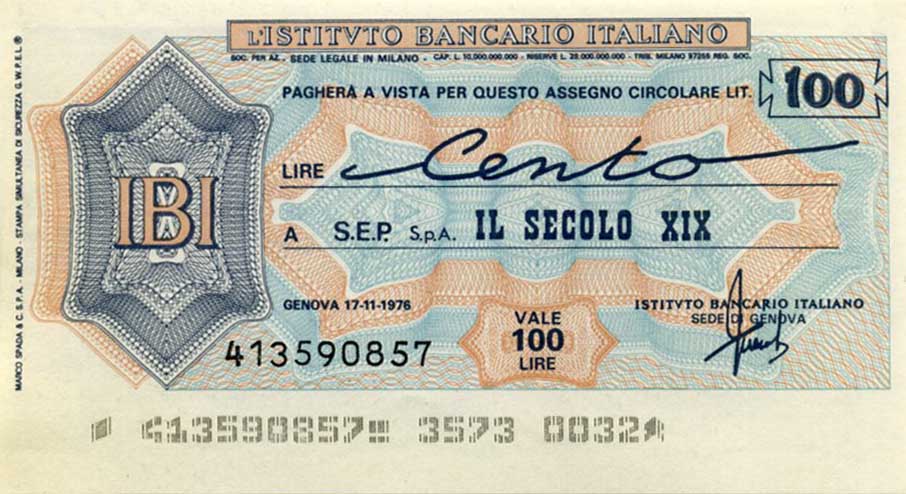 L'ISTITVTO BANCARIO ITALIANO
SOC. PER AZ. - SEDE LEGALE IN MILANO - CAP. L. 10.000.000.000 - RISERVE L. 25.000.000.000 - TRIB. MILANO 97255 REG. SOC.
PAGHERÀ A VISTA PER QUESTO ASSEGNO CIRCOLARE LIT. 100
LIRE Cento
IBI
A S.E.P. S.p.A. IL SECOLO XIX
GENOVA 17-11-1976
ISTITVTO BANCARIO ITALIANO
SEDE DI GENOVA
VALE
100
LIRE
413590857
413590857 3573 0032
MARCO SPADA & C. S.P.A. - MILANO - STAMPA SIMULTANEA DI SICUREZZA G.W.P.E.L.®